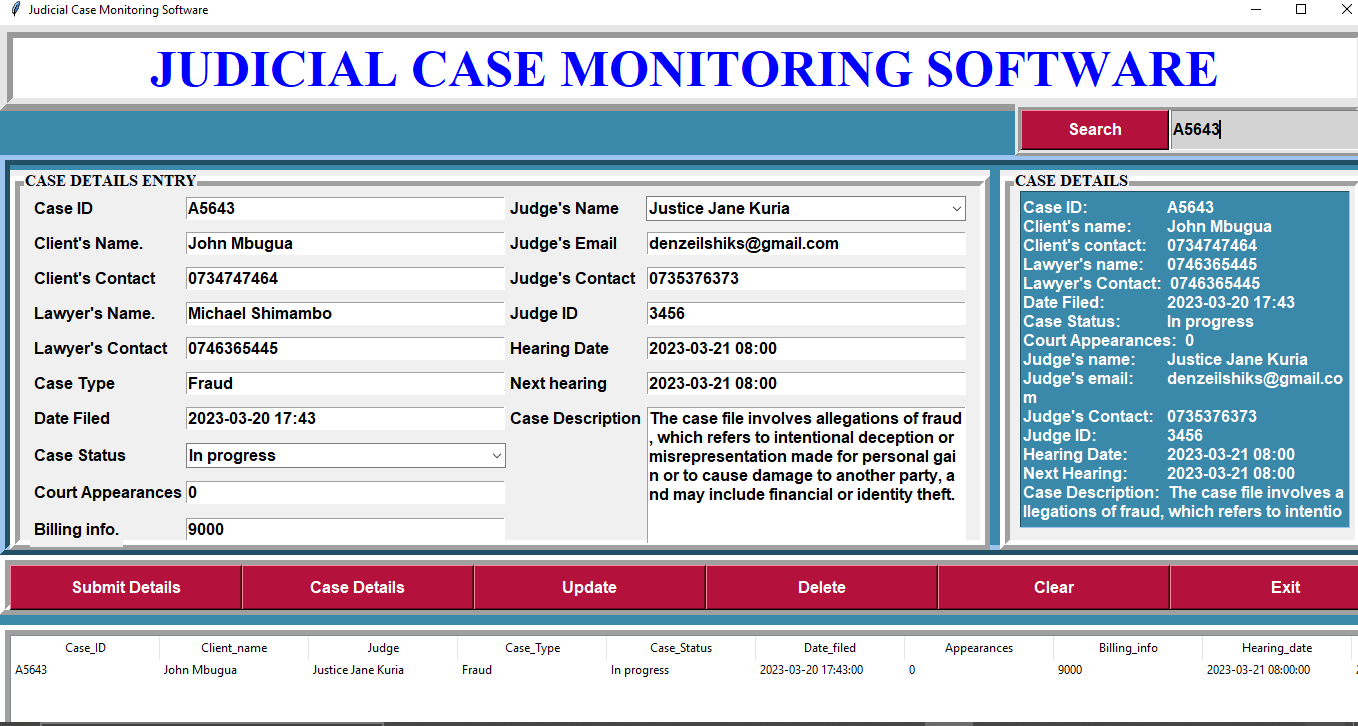 Judicial Case Monitoring Software
JUDICIAL CASE MONITORING SOFTWARE
Search A5643
CASE DETAILS ENTRY
Case ID A5643 Judge's Name Justice Jane Kuria
Client's Name. John Mbugua Judge's Email denzeilshiks@gmail.com
Client's Contact 0734747464 Judge's Contact 0735376373
Lawyer's Name. Michael Shimambo Judge ID 3456
Lawyer's Contact 0746365445 Hearing Date 2023-03-21 08:00
Case Type Fraud Next hearing 2023-03-21 08:00
Date Filed 2023-03-20 17:43 Case Description The case file involves allegations of fraud
, which refers to intentional deception or
misrepresentation made for personal gai
n or to cause damage to another party, a
nd may include financial or identity theft.
Case Status In progress
Court Appearances 0
Billing info. 9000
CASE DETAILS
Case ID: A5643
Client's name: John Mbugua
Client's contact: 0734747464
Lawyer's name: 0746365445
Lawyer's Contact: 0746365445
Date Filed: 2023-03-20 17:43
Case Status: In progress
Court Appearances: 0
Judge's name: Justice Jane Kuria
Judge's email: denzeilshiks@gmail.co
m
Judge's Contact: 0735376373
Judge ID: 3456
Hearing Date: 2023-03-21 08:00
Next Hearing: 2023-03-21 08:00
Case Description: The case file involves a
llegations of fraud, which refers to intentio
Submit Details Case Details Update Delete Clear Exit
Case_ID Client_name Judge Case_Type Case_Status Date_filed Appearances Billing_info Hearing_date
A5643 John Mbugua Justice Jane Kuria Fraud In progress 2023-03-20 17:43:00 0 9000 2023-03-21 08:00:00